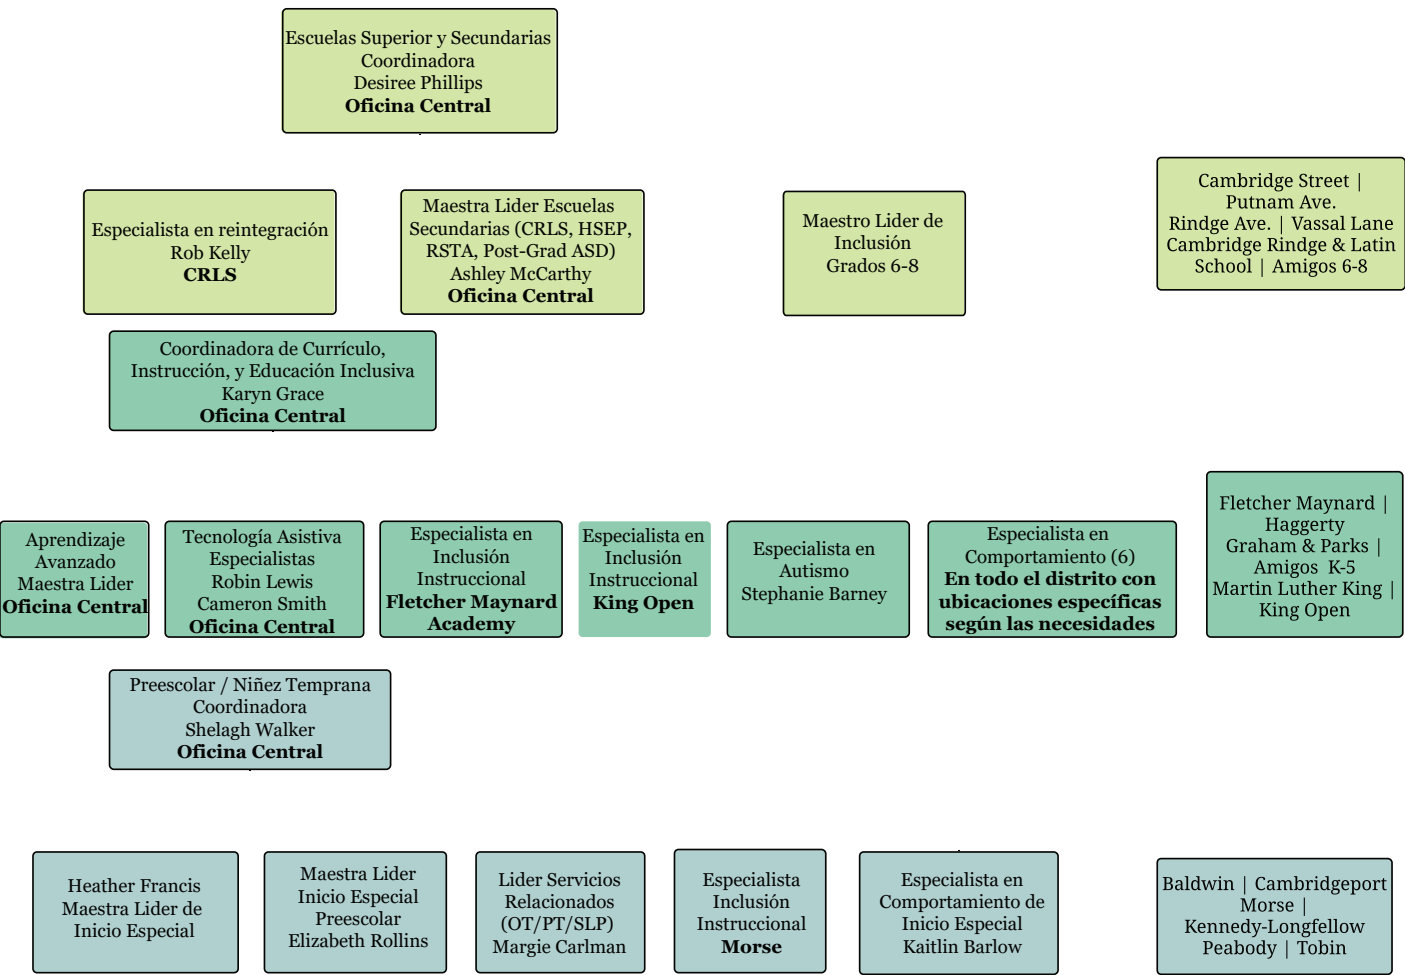 Escuelas Superior y Secundarias
Coordinadora
Desiree Phillips
Oficina Central
Cambridge Street |
Putnam Ave.
Rindge Ave. | Vassal Lane
Cambridge Rindge & Latin
School | Amigos 6-8
Especialista en reintegración
Rob Kelly
CRLS
Maestra Lider Escuelas
Secundarias (CRLS, HSEP,
RSTA, Post-Grad ASD)
Ashley McCarthy
Oficina Central
Maestro Lider de
Inclusión
Grados 6-8
Coordinadora de Currículo,
Instrucción, y Educación Inclusiva
Karyn Grace
Oficina Central
Aprendizaje
Avanzado
Maestra Lider
Oficina Central
Tecnología Asistiva
Especialistas
Robin Lewis
Cameron Smith
Oficina Central
Especialista en
Inclusión
Instruccional
Fletcher Maynard
Academy
Especialista en
Inclusión
Instruccional
King Open
Especialista en
Autismo
Stephanie Barney
Especialista en
Comportamiento (6)
En todo el distrito con
ubicaciones específicas
según las necesidades
Fletcher Maynard |
Haggerty
Graham & Parks |
Amigos K-5
Martin Luther King |
King Open
Preescolar / Niñez Temprana
Coordinadora
Shelagh Walker
Oficina Central
Heather Francis
Maestra Lider de
Inicio Especial
Maestra Lider
Inicio Especial
Preescolar
Elizabeth Rollins
Lider Servicios
Relacionados
(OT/PT/SLP)
Margie Carlman
Especialista
Inclusión
Instruccional
Morse
Especialista en
Comportamiento de
Inicio Especial
Kaitlin Barlow
Baldwin | Cambridgeport
Morse |
Kennedy-Longfellow
Peabody | Tobin